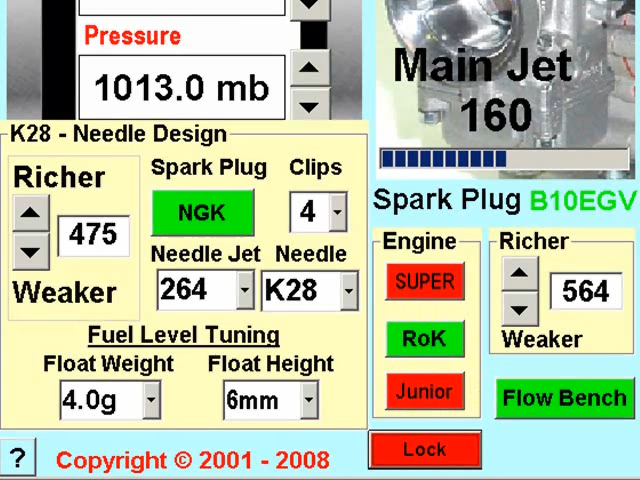 Pressure
1013.0 mb
Main Jet
160
K28 - Needle Design
Richer
475
Weaker
Spark Plug
Clips
NGK
4
Needle Jet
Needle
264
K28
Fuel Level Tuning
Float Weight
Float Height
4.0g
6mm
Spark Plug B10EGV
Engine
SUPER
RoK
Junior
Richer
564
Weaker
Flow Bench
Lock
?
Copyright © 2001 - 2008